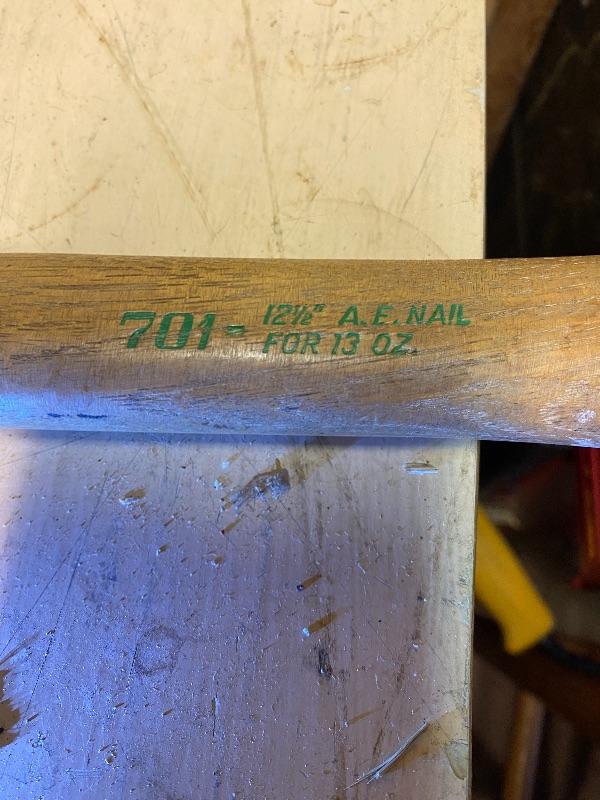 701 - 12½" A.E. NAIL
FOR 13 OZ.